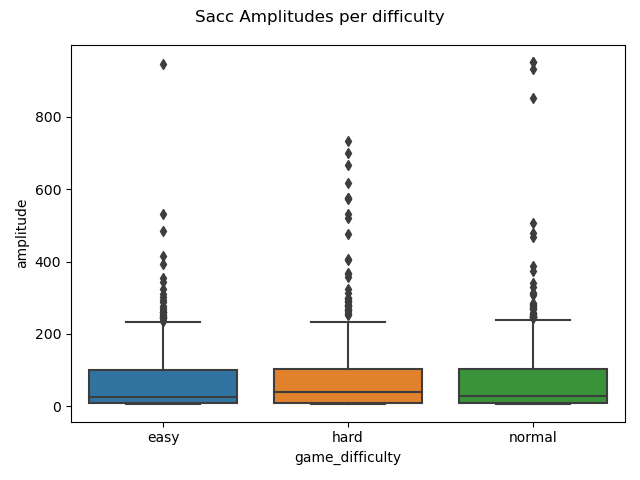 Sacc Amplitudes per difficulty
amplitude
800
600
400
200
0
easy hard normal
game_difficulty